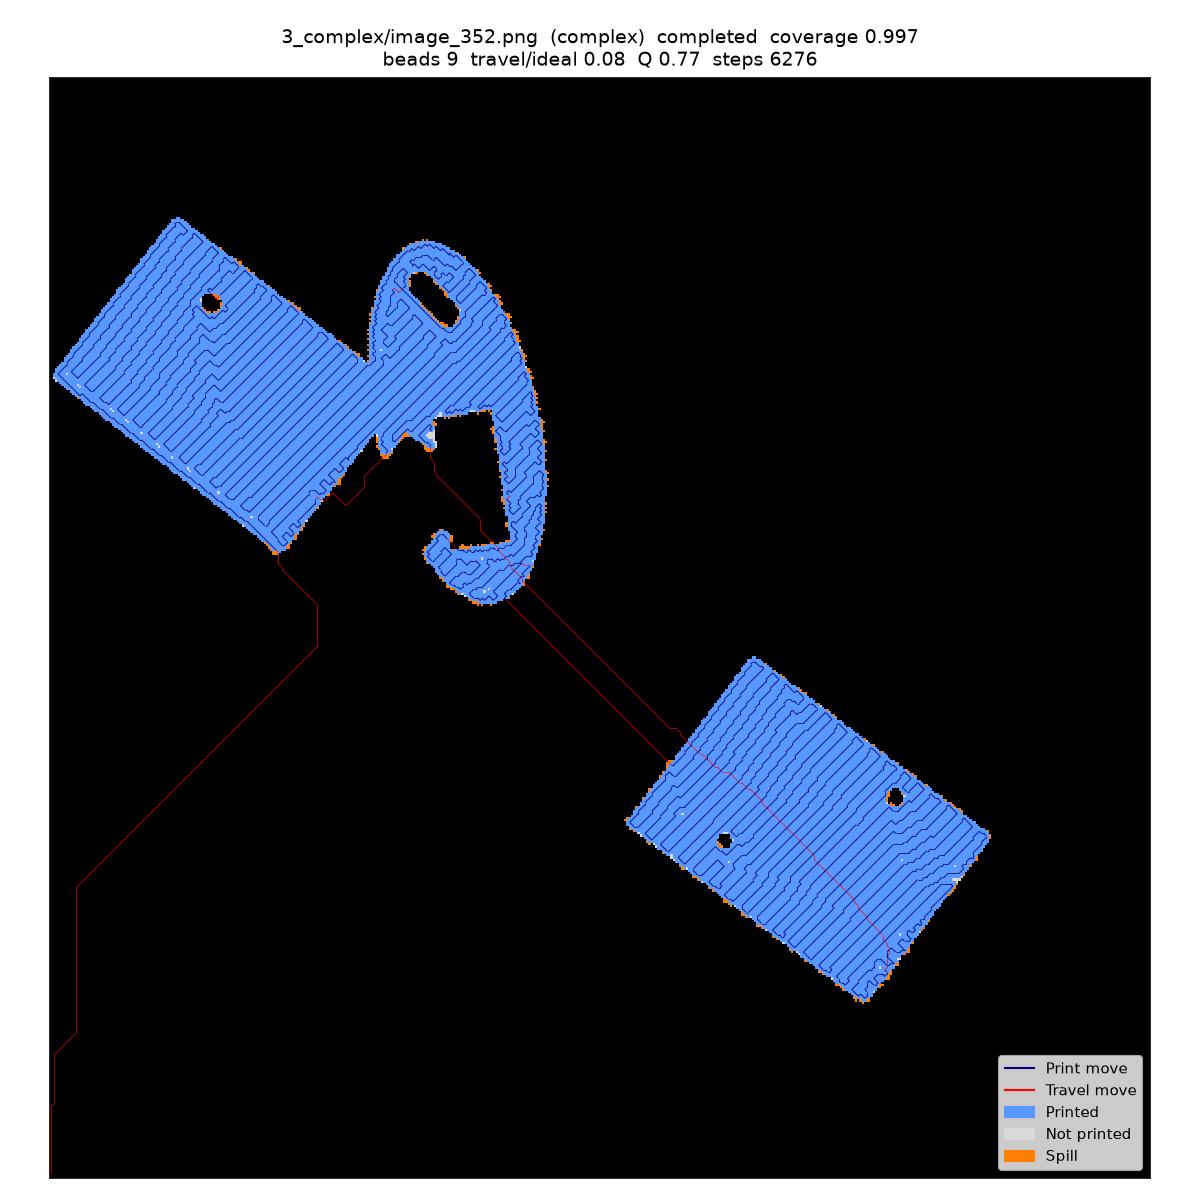 3_complex/image_352.png  (complex)  completed  coverage 0.997
beads 9  travel/ideal 0.08  Q 0.77  steps 6276
Print move
Travel move
Printed
Not printed
Spill